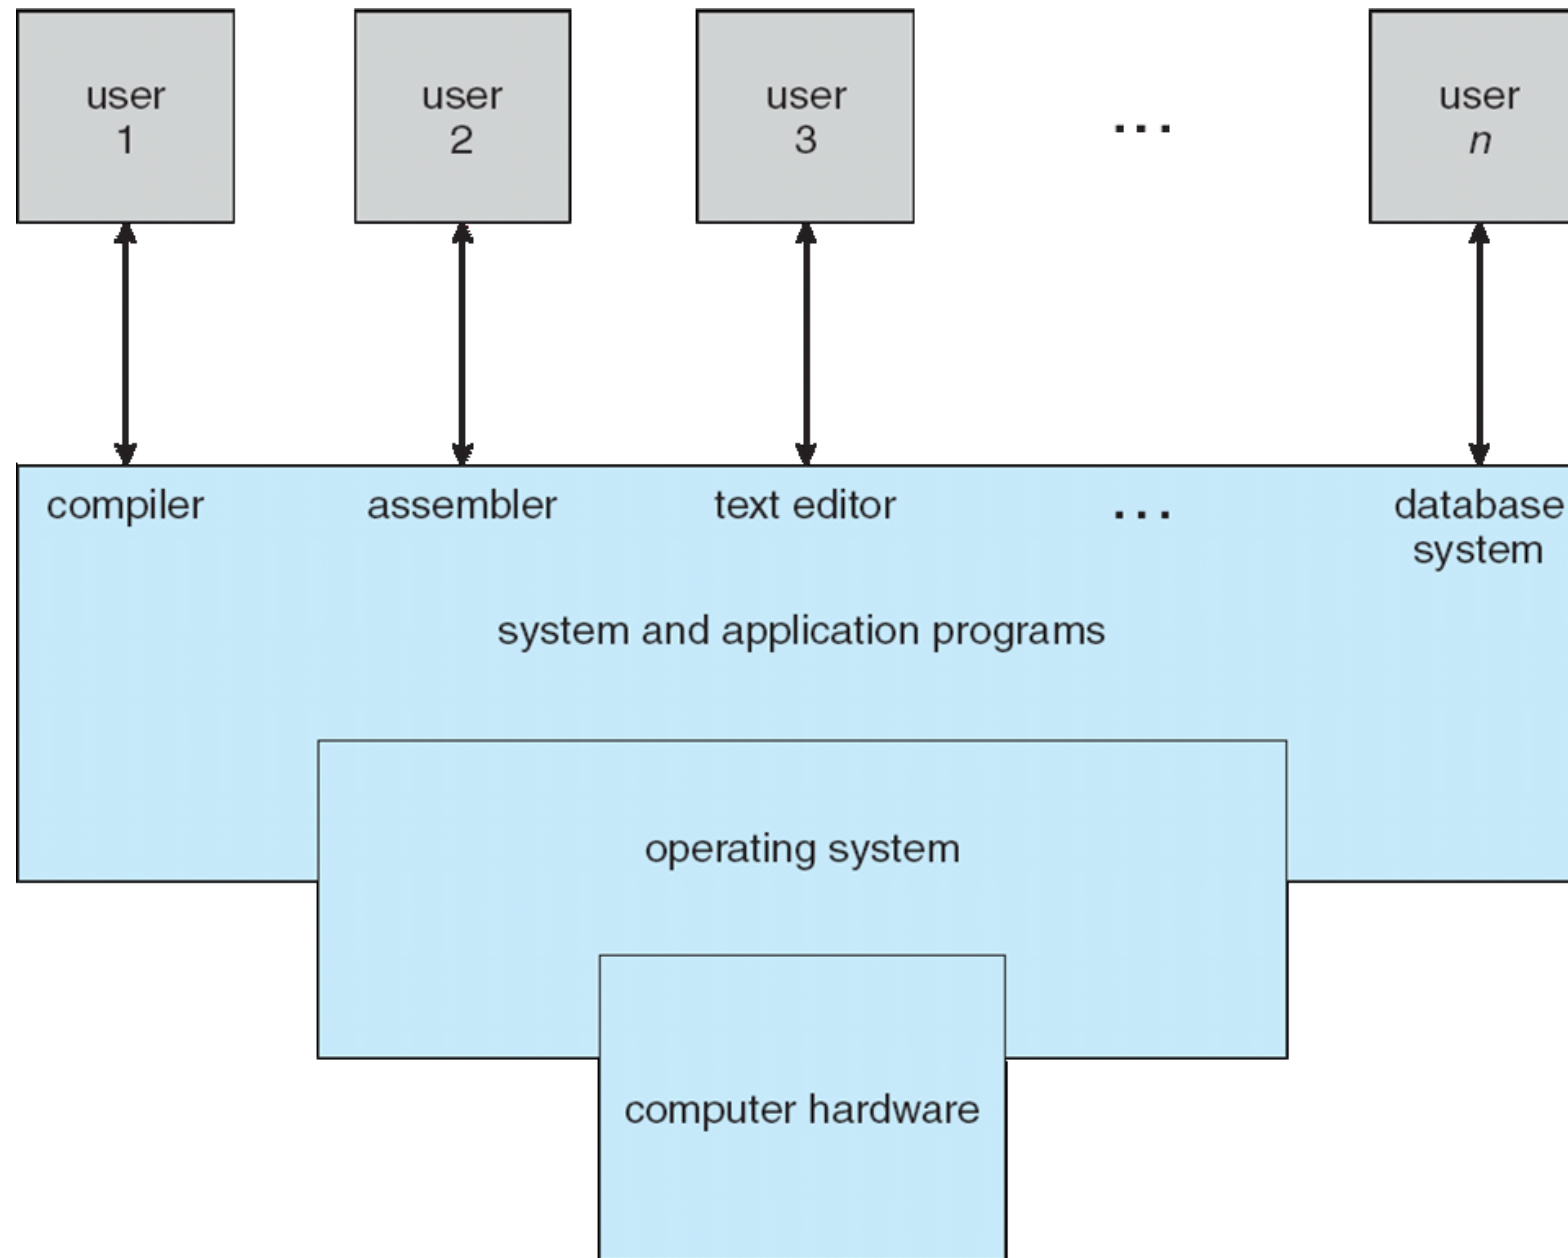 user
1
user
2
user
3
...
user
n
compiler
assembler
text editor
...
database
system
system and application programs
operating system
computer hardware